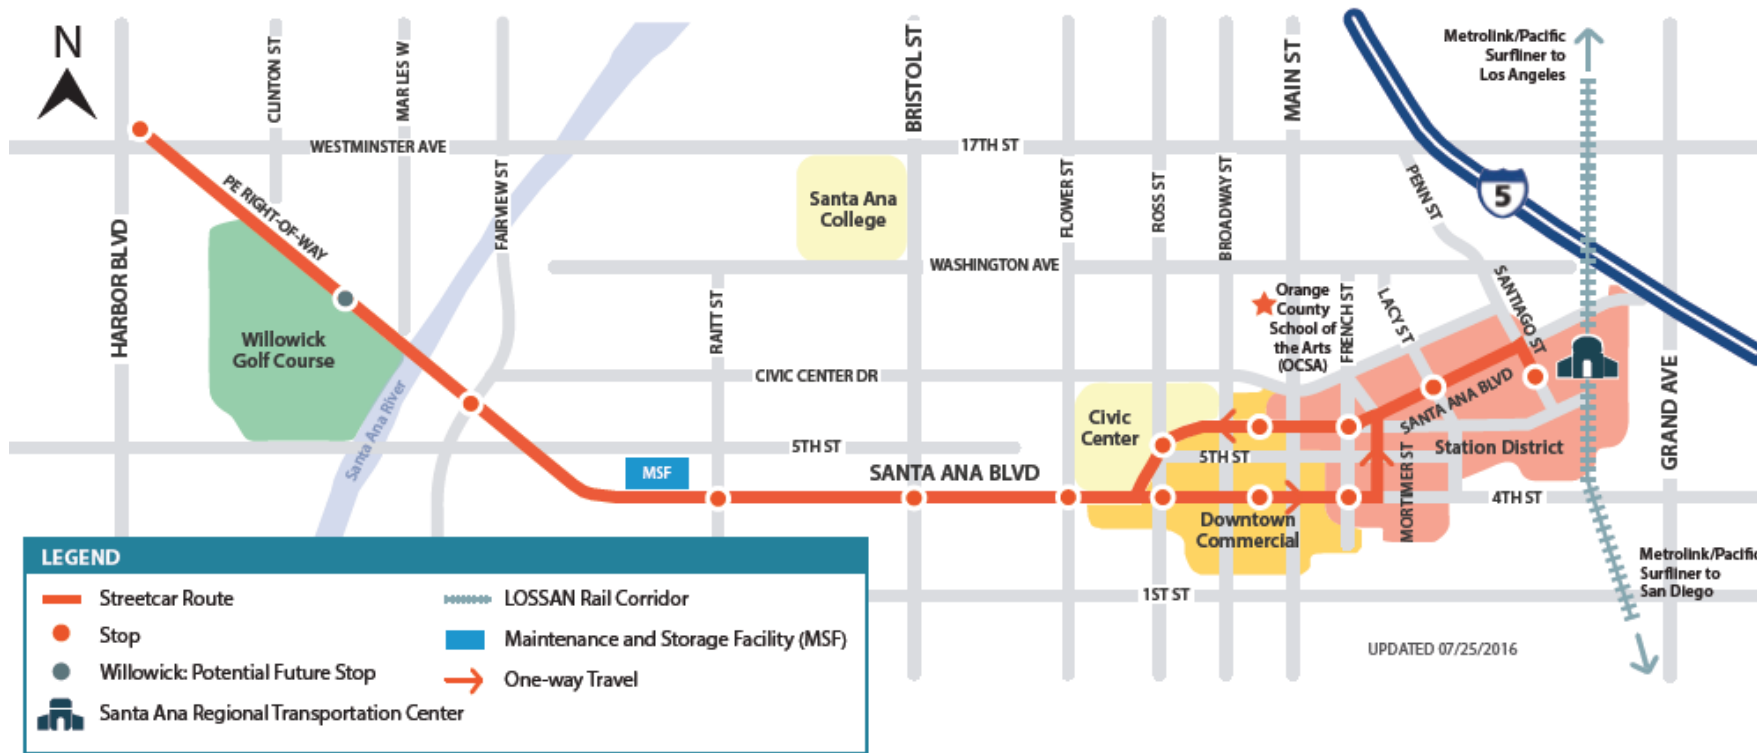 N
HARBOR BLVD
CLINTON ST
MAR LES W
FAIRVIEW ST
BRISTOL ST
FLOWER ST
ROSS ST
BROADWAY ST
MAIN ST
PENN ST
5
Metrolink/Pacific
Surfliner to
Los Angeles
WESTMINSTER AVE
17TH ST
PE RIGHT-OF-WAY
Santa Ana
College
WASHINGTON AVE
RAITT ST
Orange
County
School of
the Arts
(OCSA)
FRENCH ST
LACY ST
SANTIAGO ST
Willowick
Golf Course
Santa Ana River
CIVIC CENTER DR
SANTA ANA BLVD
GRAND AVE
Civic
Center
5TH ST
5TH ST
Station District
MSF
SANTA ANA BLVD
MORTIMER ST
4TH ST
Downtown
Commercial
Metrolink/Pacific
Surfliner to
San Diego
1ST ST
UPDATED 07/25/2016
LEGEND
Streetcar Route
Stop
Willowick: Potential Future Stop
Santa Ana Regional Transportation Center
LOSSAN Rail Corridor
Maintenance and Storage Facility (MSF)
One-way Travel